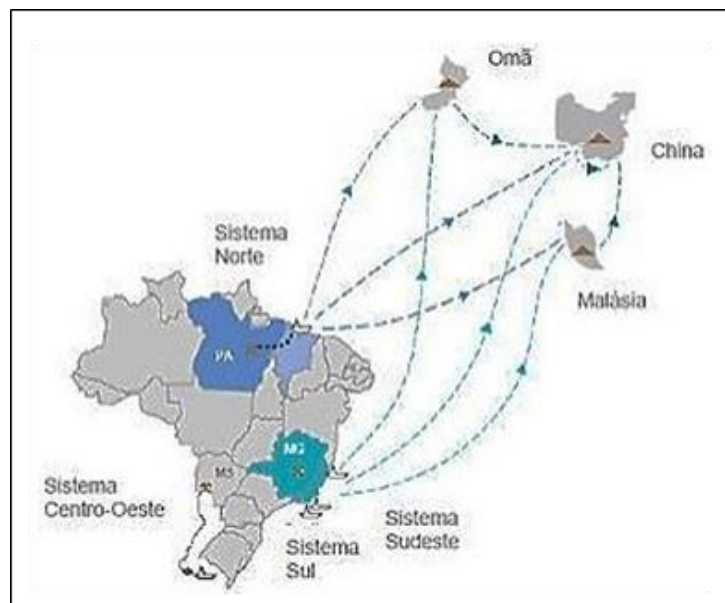 Omã
China
Sistema
Norte
Malásia
PA
MG
MS
Sistema
Centro-Oeste
Sistema
Sudeste
Sistema
Sul